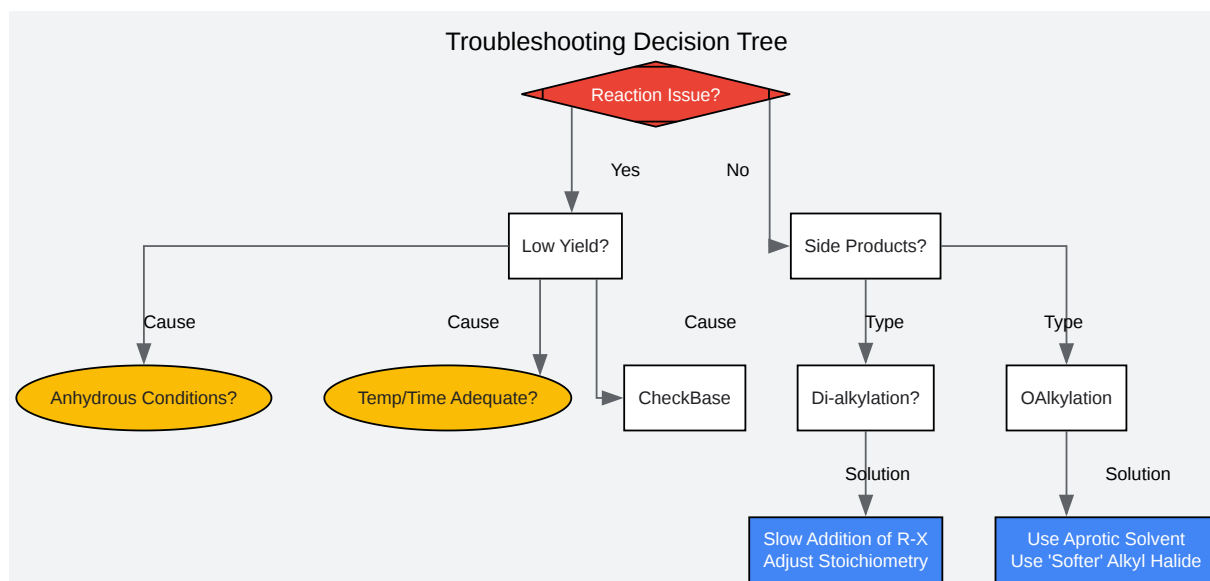 Troubleshooting Decision Tree
Reaction Issue?
Yes
No
Low Yield?
Side Products?
Cause
Cause
Cause
Type
Type
Anhydrous Conditions?
Temp/Time Adequate?
CheckBase
Di-alkylation?
OAlkylation
Solution
Solution
Slow Addition of R-X
Adjust Stoichiometry
Use Aprotic Solvent
Use 'Softer' Alkyl Halide